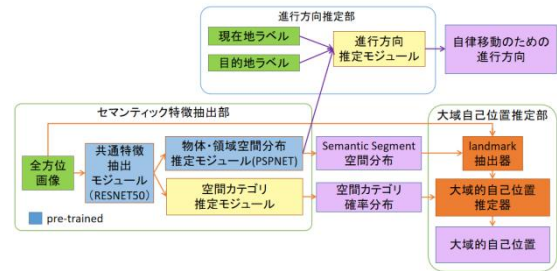 進行方向推定部
現在地ラベル
目的地ラベル
進行方向
推定モジュール
自律移動のための
進行方向
セマンティック特徴抽出部
大域自己位置推定部
全方位
画像
共通特徴
抽出
モジュール
(RESNET50)
物体・領域空間分布
推定モジュール(PSPNET)
Semantic Segment
空間分布
landmark
抽出器
空間カテゴリ
推定モジュール
空間カテゴリ
確率分布
大域的自己位置
推定器
大域的自己位置
pre-trained